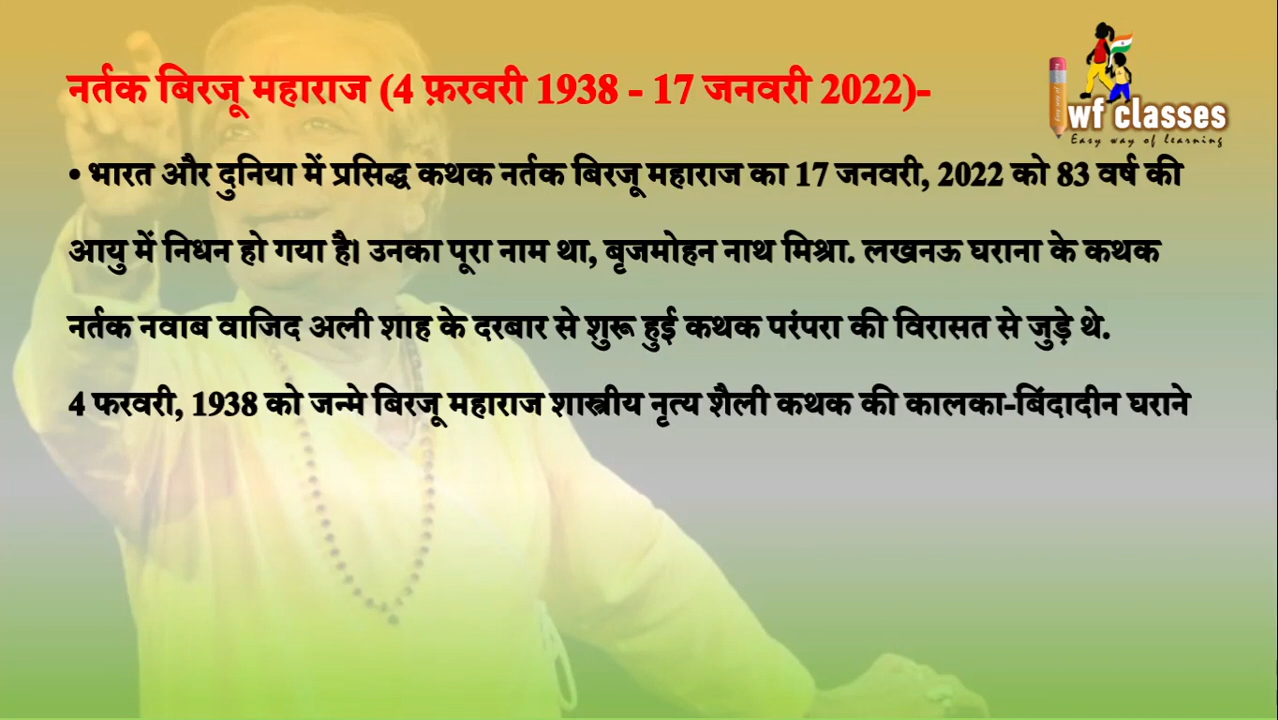 नर्तक बिरजू महाराज (4 फ़रवरी 1938 - 17 जनवरी 2022)-
wf classes
Easy way of learning
• भारत और दुनिया में प्रसिद्ध कथक नर्तक बिरजू महाराज का 17 जनवरी, 2022 को 83 वर्ष की
आयु में निधन हो गया है। उनका पूरा नाम था, बृजमोहन नाथ मिश्रा. लखनऊ घराना के कथक
नर्तक नवाब वाजिद अली शाह के दरबार से शुरू हुई कथक परंपरा की विरासत से जुड़े थे.
4 फरवरी, 1938 को जन्मे बिरजू महाराज शास्त्रीय नृत्य शैली कथक की कालका-बिंदादीन घराने